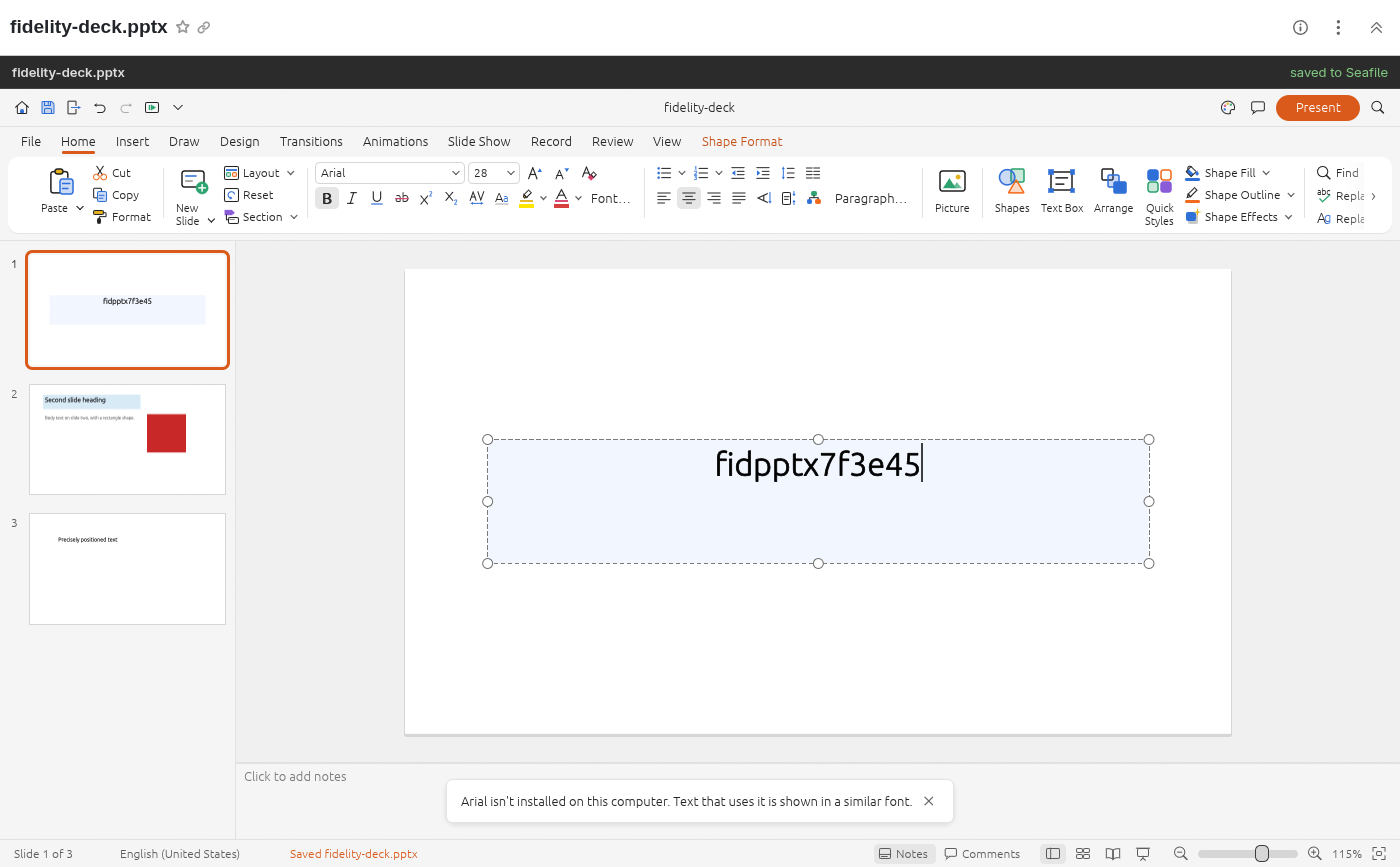 fidelity-deck.pptx
fidelity-deck.pptx
saved to Seafile
fidelity-deck
Present
File Home Insert Draw Design Transitions Animations Slide Show Record Review View Shape Format
Paste
Cut
Copy
Format
New Slide
Layout
Reset
Section
Arial
28
Font...
Paragraph...
Picture
Shapes
Text Box
Arrange
Quick Styles
Shape Fill
Shape Outline
Shape Effects
Find
Repla
Repla
1
fidpptx7f3e45
2
Second slide heading
Body text on slide two, with a rectangle shape.
3
Precisely positioned text
fidpptx7f3e45
Click to add notes
Arial isn't installed on this computer. Text that uses it is shown in a similar font.
Slide 1 of 3
English (United States)
Saved fidelity-deck.pptx
Notes
Comments
115%